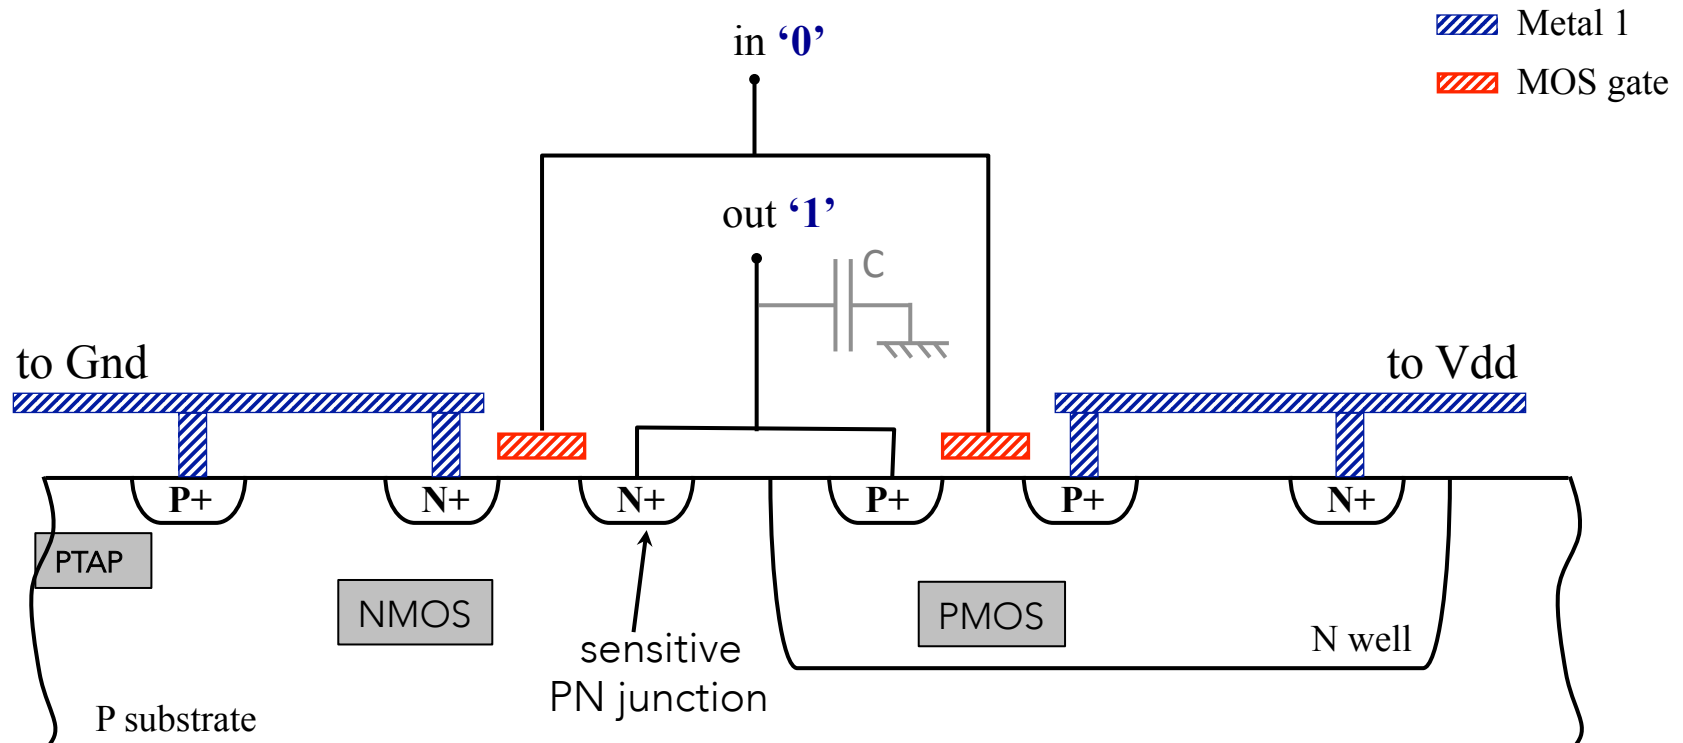 Metal 1
MOS gate
in ‘0’
out ‘1’
C
to Gnd
to Vdd
P+
N+
N+
P+
P+
N+
PTAP
NMOS
PMOS
sensitive
PN junction
N well
P substrate